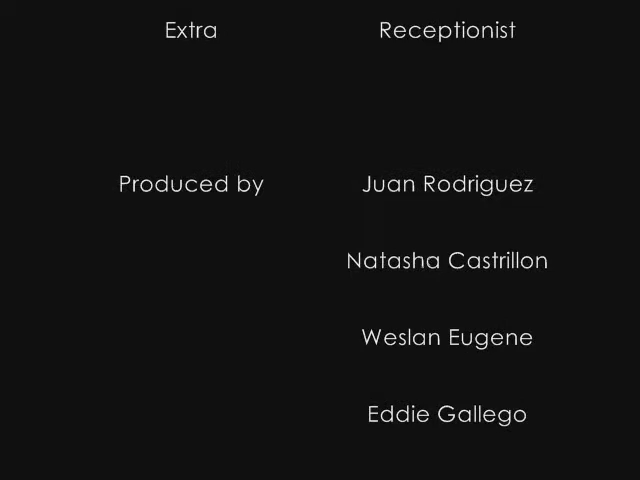 Extra Receptionist
Produced by Juan Rodriguez
Natasha Castrillon
Weslan Eugene
Eddie Gallego